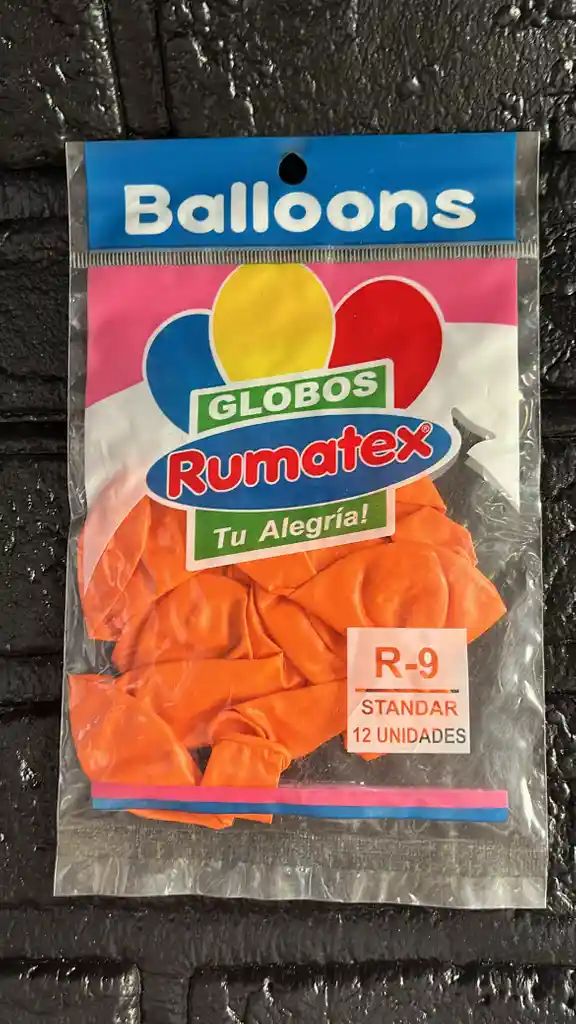 Balloons
GLOBOS
Rumatex®
Tu Alegría!
R-9
STANDAR
12 UNIDADES